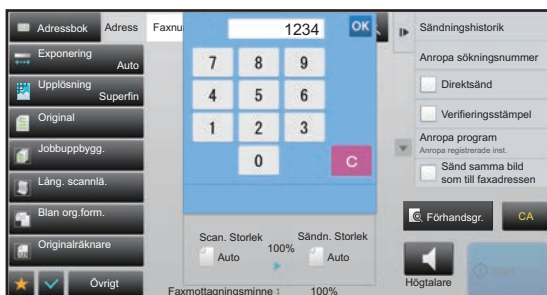 Adressbok
Adress
Faxnu
1234
OK
Sändningshistorik
Exponering
Auto
Anropa sökningsnummer
7 8 9
Upplösning
Superfin
Direktsänd
4 5 6
Original
Verifieringsstämpel
1 2 3
Jobbuppbygg.
Anropa program
Anropa registrerade inst.
0 C
Lång. scannlä.
Sänd samma bild
som till faxadressen
Blan org.form.
Förhandsgr.
CA
Originalräknare
Scan. Storlek
Auto
100%
Sändn. Storlek
Auto
Övrigt
Högtalare
Start
Faxmottagningsminne : 100%